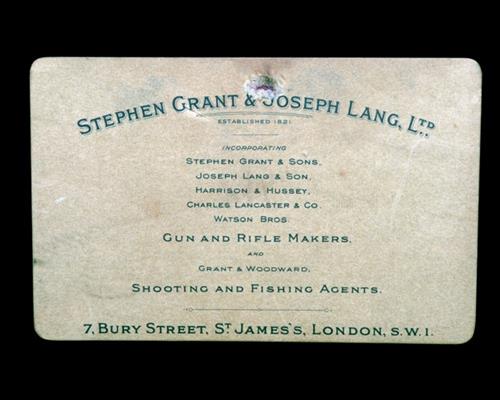 STEPHEN GRANT & JOSEPH LANG, LTD.
ESTABLISHED 1821
INCORPORATING
STEPHEN GRANT & SONS,
JOSEPH LANG & SON,
HARRISON & HUSSEY,
CHARLES LANCASTER & CO.
WATSON BROS.
GUN AND RIFLE MAKERS,
AND
GRANT & WOODWARD,
SHOOTING AND FISHING AGENTS.
7, BURY STREET, ST JAMES'S, LONDON, S.W.1.